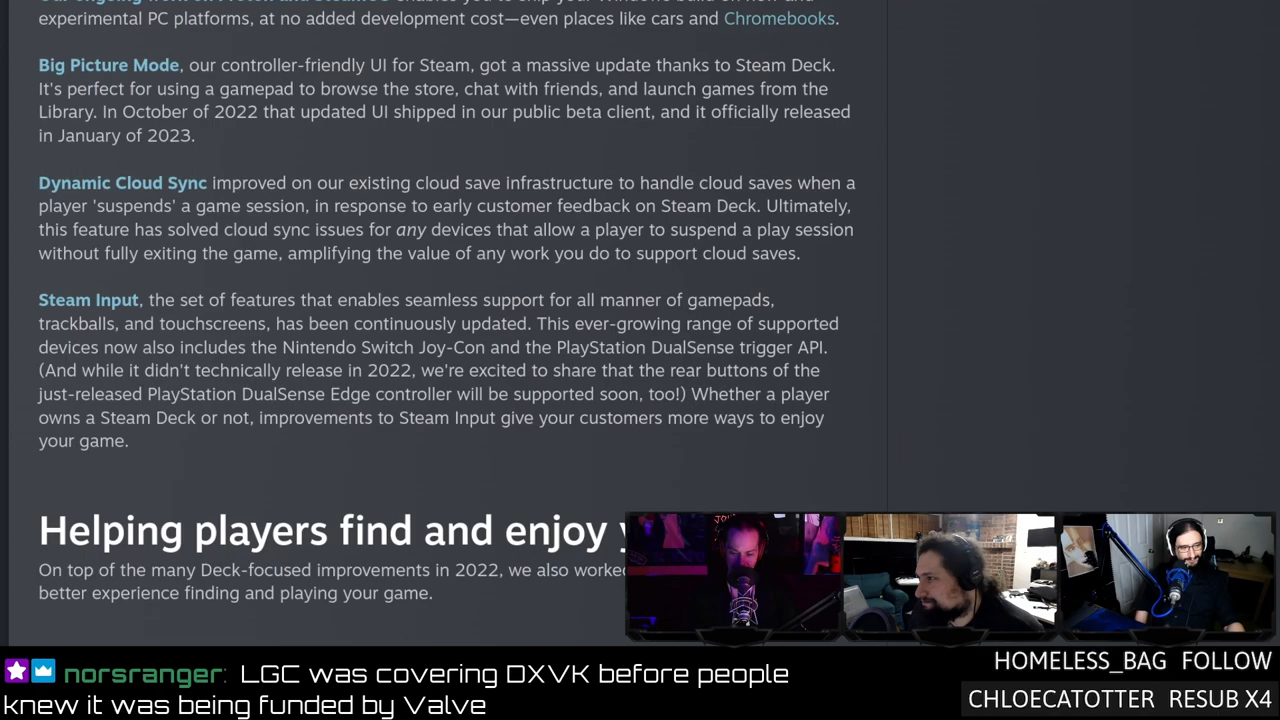 experimental PC platforms, at no added development cost—even places like cars and Chromebooks.
Big Picture Mode, our controller-friendly UI for Steam, got a massive update thanks to Steam Deck.
It's perfect for using a gamepad to browse the store, chat with friends, and launch games from the
Library. In October of 2022 that updated UI shipped in our public beta client, and it officially released
in January of 2023.
Dynamic Cloud Sync improved on our existing cloud save infrastructure to handle cloud saves when a
player 'suspends' a game session, in response to early customer feedback on Steam Deck. Ultimately,
this feature has solved cloud sync issues for any devices that allow a player to suspend a play session
without fully exiting the game, amplifying the value of any work you do to support cloud saves.
Steam Input, the set of features that enables seamless support for all manner of gamepads,
trackballs, and touchscreens, has been continuously updated. This ever-growing range of supported
devices now also includes the Nintendo Switch Joy-Con and the PlayStation DualSense trigger API.
(And while it didn't technically release in 2022, we're excited to share that the rear buttons of the
just-released PlayStation DualSense Edge controller will be supported soon, too!) Whether a player
owns a Steam Deck or not, improvements to Steam Input give your customers more ways to enjoy
your game.
Helping players find and enjoy
On top of the many Deck-focused improvements in 2022, we also worked
better experience finding and playing your game.
norsranger: LGC was covering DXVK before people
knew it was being funded by Valve
HOMELESS_BAG FOLLOW
CHLOECATOTTER RESUB X4